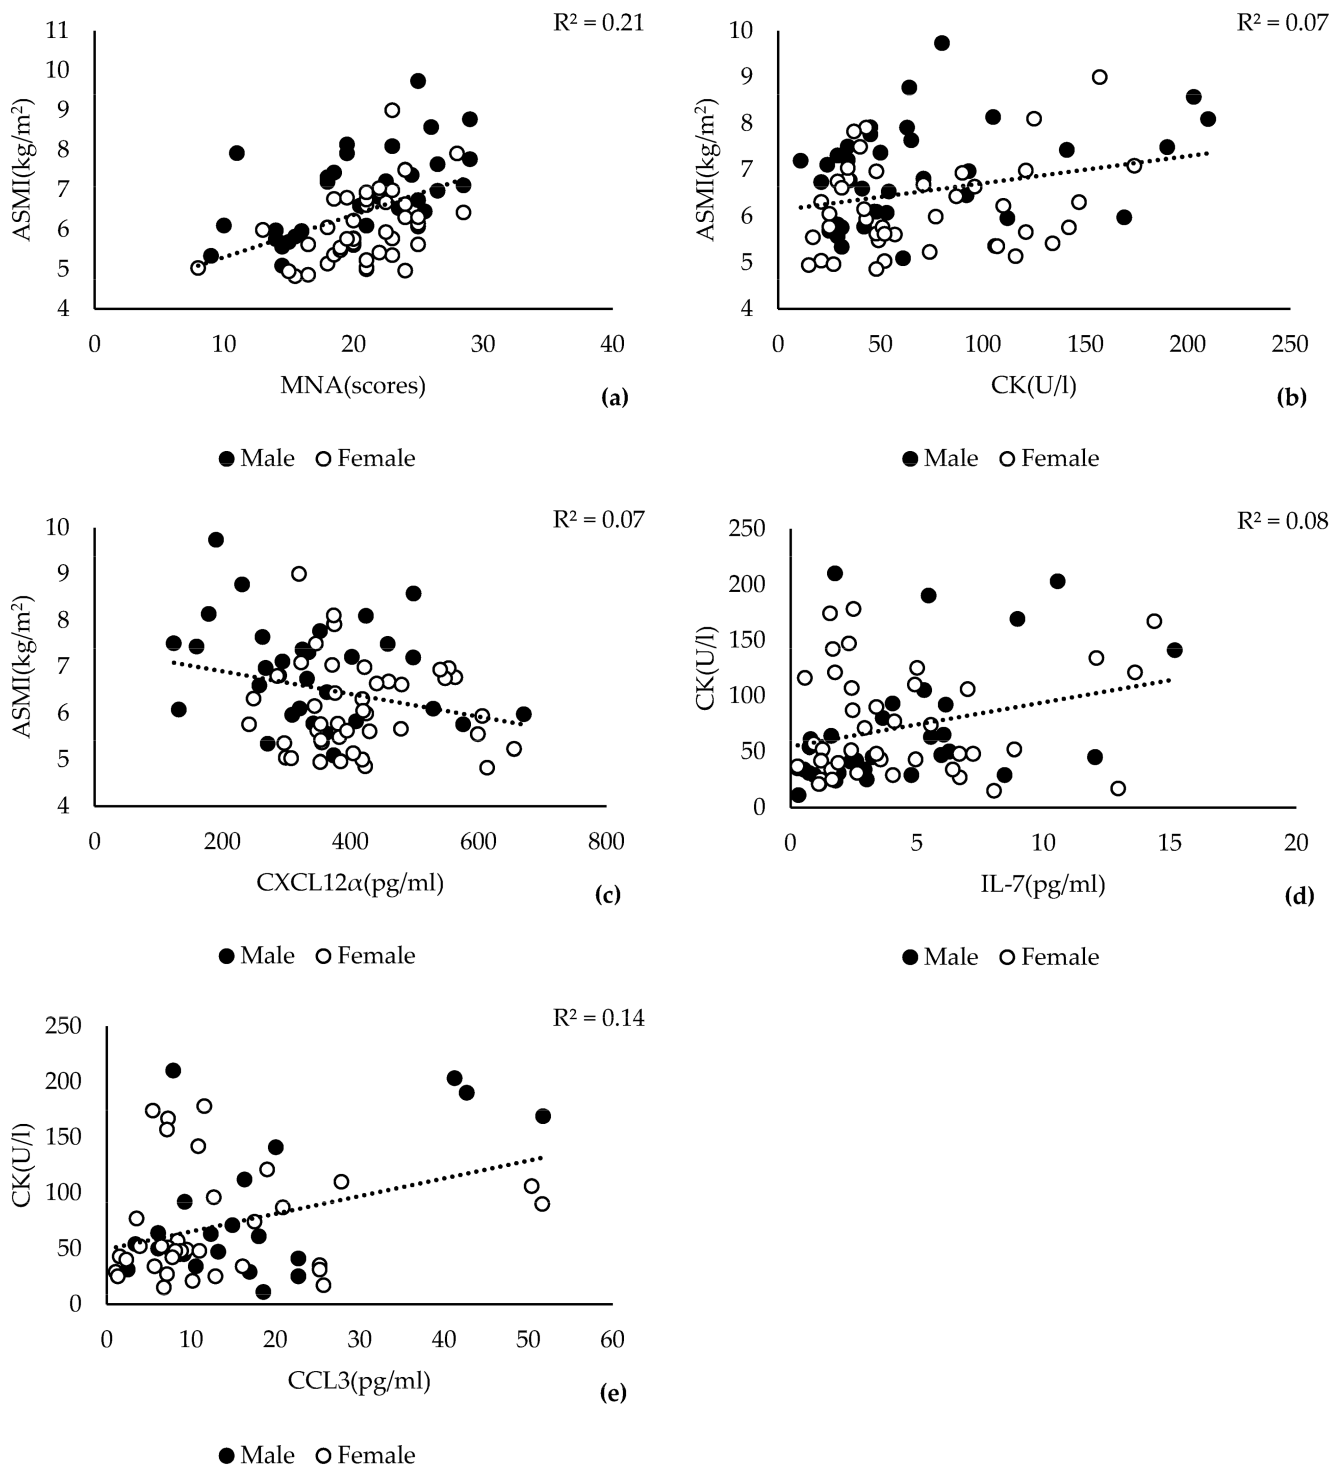 R² = 0.21
11
10
9
8
7
6
5
4
ASMI(kg/m²)
0 10 20 30 40
MNA(scores)
(a)
Male Female
R² = 0.07
10
9
8
7
6
5
4
ASMI(kg/m²)
0 50 100 150 200 250
CK(U/l)
(b)
Male Female
R² = 0.07
10
9
8
7
6
5
4
ASMI(kg/m²)
0 200 400 600 800
CXCL12α(pg/ml)
(c)
Male Female
R² = 0.08
250
200
150
100
50
0
CK(U/l)
0 5 10 15 20
IL-7(pg/ml)
(d)
Male Female
R² = 0.14
250
200
150
100
50
0
CK(U/l)
0 10 20 30 40 50 60
CCL3(pg/ml)
(e)
Male Female